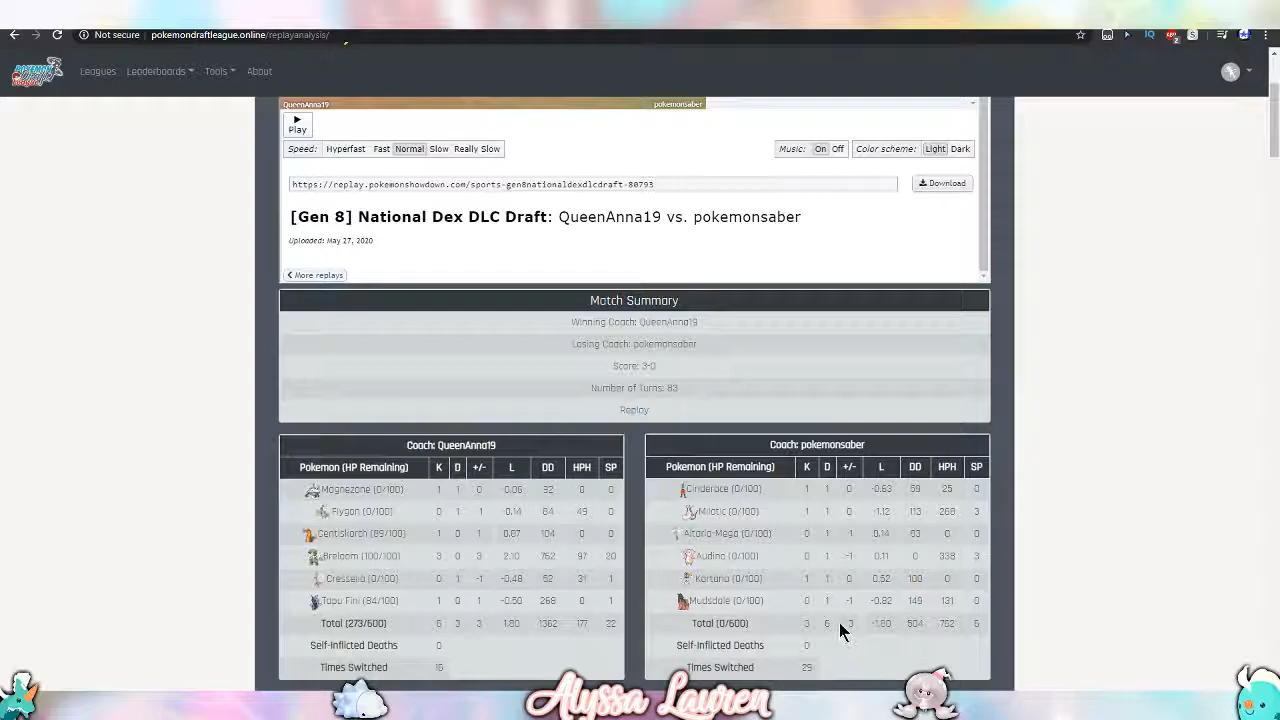 Not secure | pokemondraftleague.online/replayanalysis/
Leagues Leaderboards Tools About
QueenAnna19 pokemonsaber
Play
Speed: Hyperfast Fast Normal Slow Really Slow Music: On Off Color scheme: Light Dark
https://replay.pokemonshowdown.com/sports-gen8nationaldexdlcdraft-80793 Download
[Gen 8] National Dex DLC Draft: QueenAnna19 vs. pokemonsaber
Uploaded: May 27, 2020
More replays
Match Summary
Winning Coach: QueenAnna19
Losing Coach: pokemonsaber
Score: 3-0
Number of Turns: 83
Replay
Coach: QueenAnna19
Pokemon (HP Remaining) K D +/- L DD HPH SP
Magnezone (0/100) 1 1 0 -0.06 92 0 0
Flygon (0/100) 0 1 1 -0.14 84 49 0
Centiskorch (89/100) 1 0 1 0.87 104 0 0
Breloom (100/100) 3 0 3 2.10 762 97 20
Cresselia (0/100) 0 1 -1 -0.48 52 31 1
Tapu Fini (84/100) 1 0 1 -0.50 268 0 1
Total (273/600) 6 3 3 1.80 1362 177 22
Self-Inflicted Deaths 0
Times Switched 16
Coach: pokemonsaber
Pokemon (HP Remaining) K D +/- L DD HPH SP
Cinderace (0/100) 1 1 0 -0.63 59 25 0
Milotic (0/100) 1 1 0 -1.12 113 268 3
Altaria-Mega (0/100) 0 1 1 0.14 83 0 0
Audino (0/100) 0 1 -1 0.11 0 338 3
Kartana (0/100) 1 1 0 0.52 100 0 0
Mudsdale (0/100) 0 1 -1 -0.82 149 131 0
Total (0/600) 3 6 3 -1.80 504 762 6
Self-Inflicted Deaths 0
Times Switched 29
Alyssa Lauren